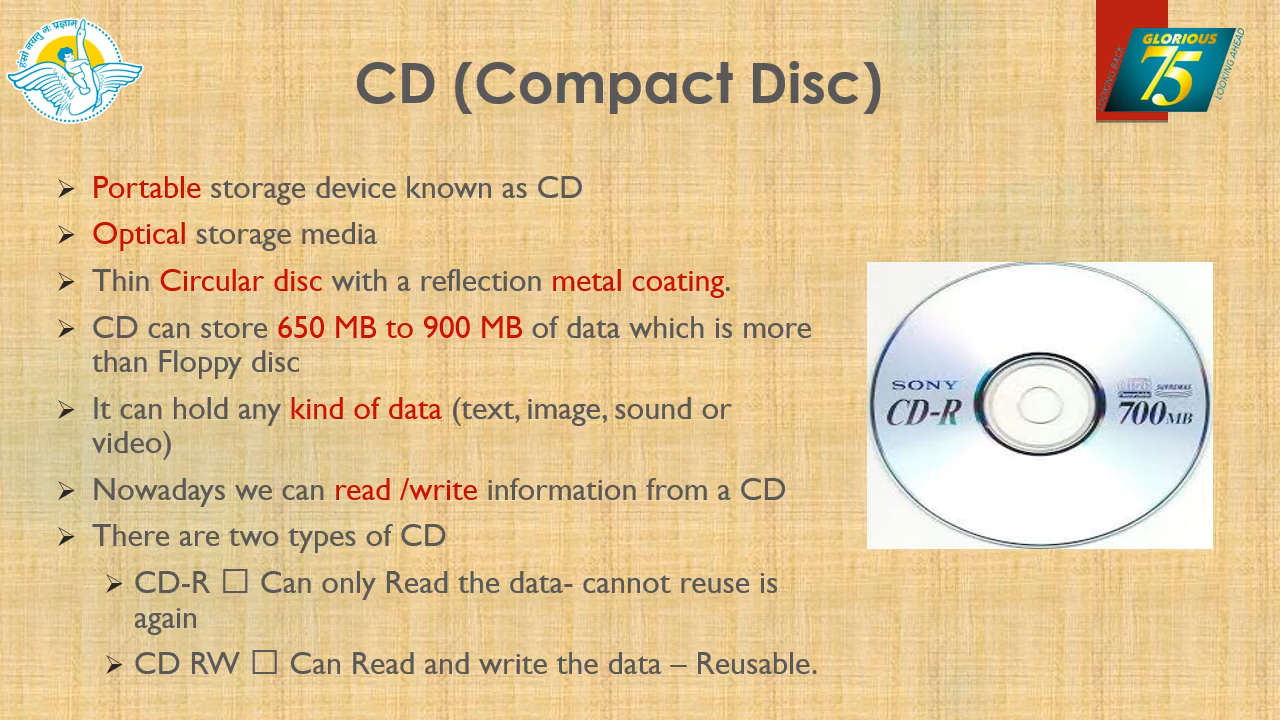 हंसो नयतु नः प्रज्ञाम्
CD (Compact Disc)
LOOKING BACK
GLORIOUS
75
LOOKING AHEAD
➢ Portable storage device known as CD
➢ Optical storage media
➢ Thin Circular disc with a reflection metal coating.
➢ CD can store 650 MB to 900 MB of data which is more
than Floppy disc
➢ It can hold any kind of data (text, image, sound or
video)
➢ Nowadays we can read /write information from a CD
➢ There are two types of CD
➢ CD-R □ Can only Read the data- cannot reuse is
again
➢ CD RW □ Can Read and write the data – Reusable.
SONY
CD-R
disc
SUPREMAS
700MB